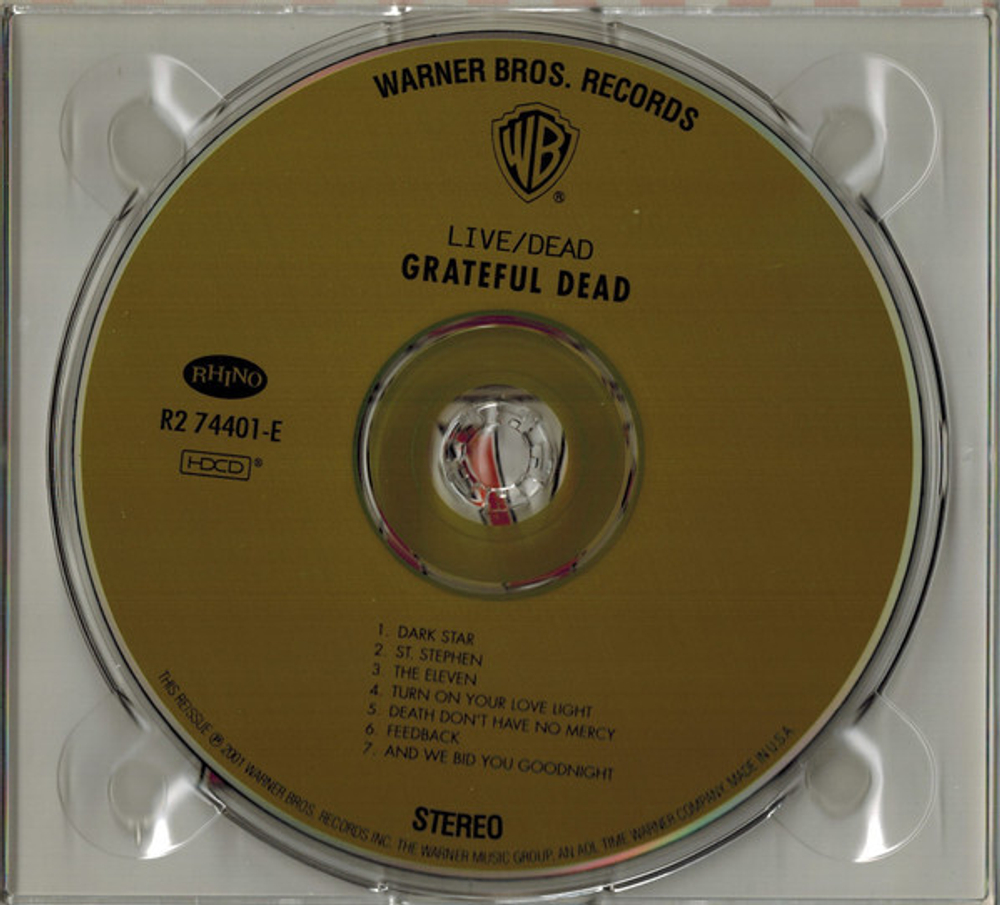 WARNER BROS. RECORDS
WB
®
LIVE/DEAD
GRATEFUL DEAD
RHINO
R2 74401-E
HDCD®
1. DARK STAR
2. ST. STEPHEN
3. THE ELEVEN
4. TURN ON YOUR LOVE LIGHT
5. DEATH DON'T HAVE NO MERCY
6. FEEDBACK
7. AND WE BID YOU GOODNIGHT
STEREO
THIS REISSUE ℗ 2001 WARNER BROS. RECORDS INC. THE WARNER MUSIC GROUP, AN AOL TIME WARNER COMPANY. MADE IN U.S.A.